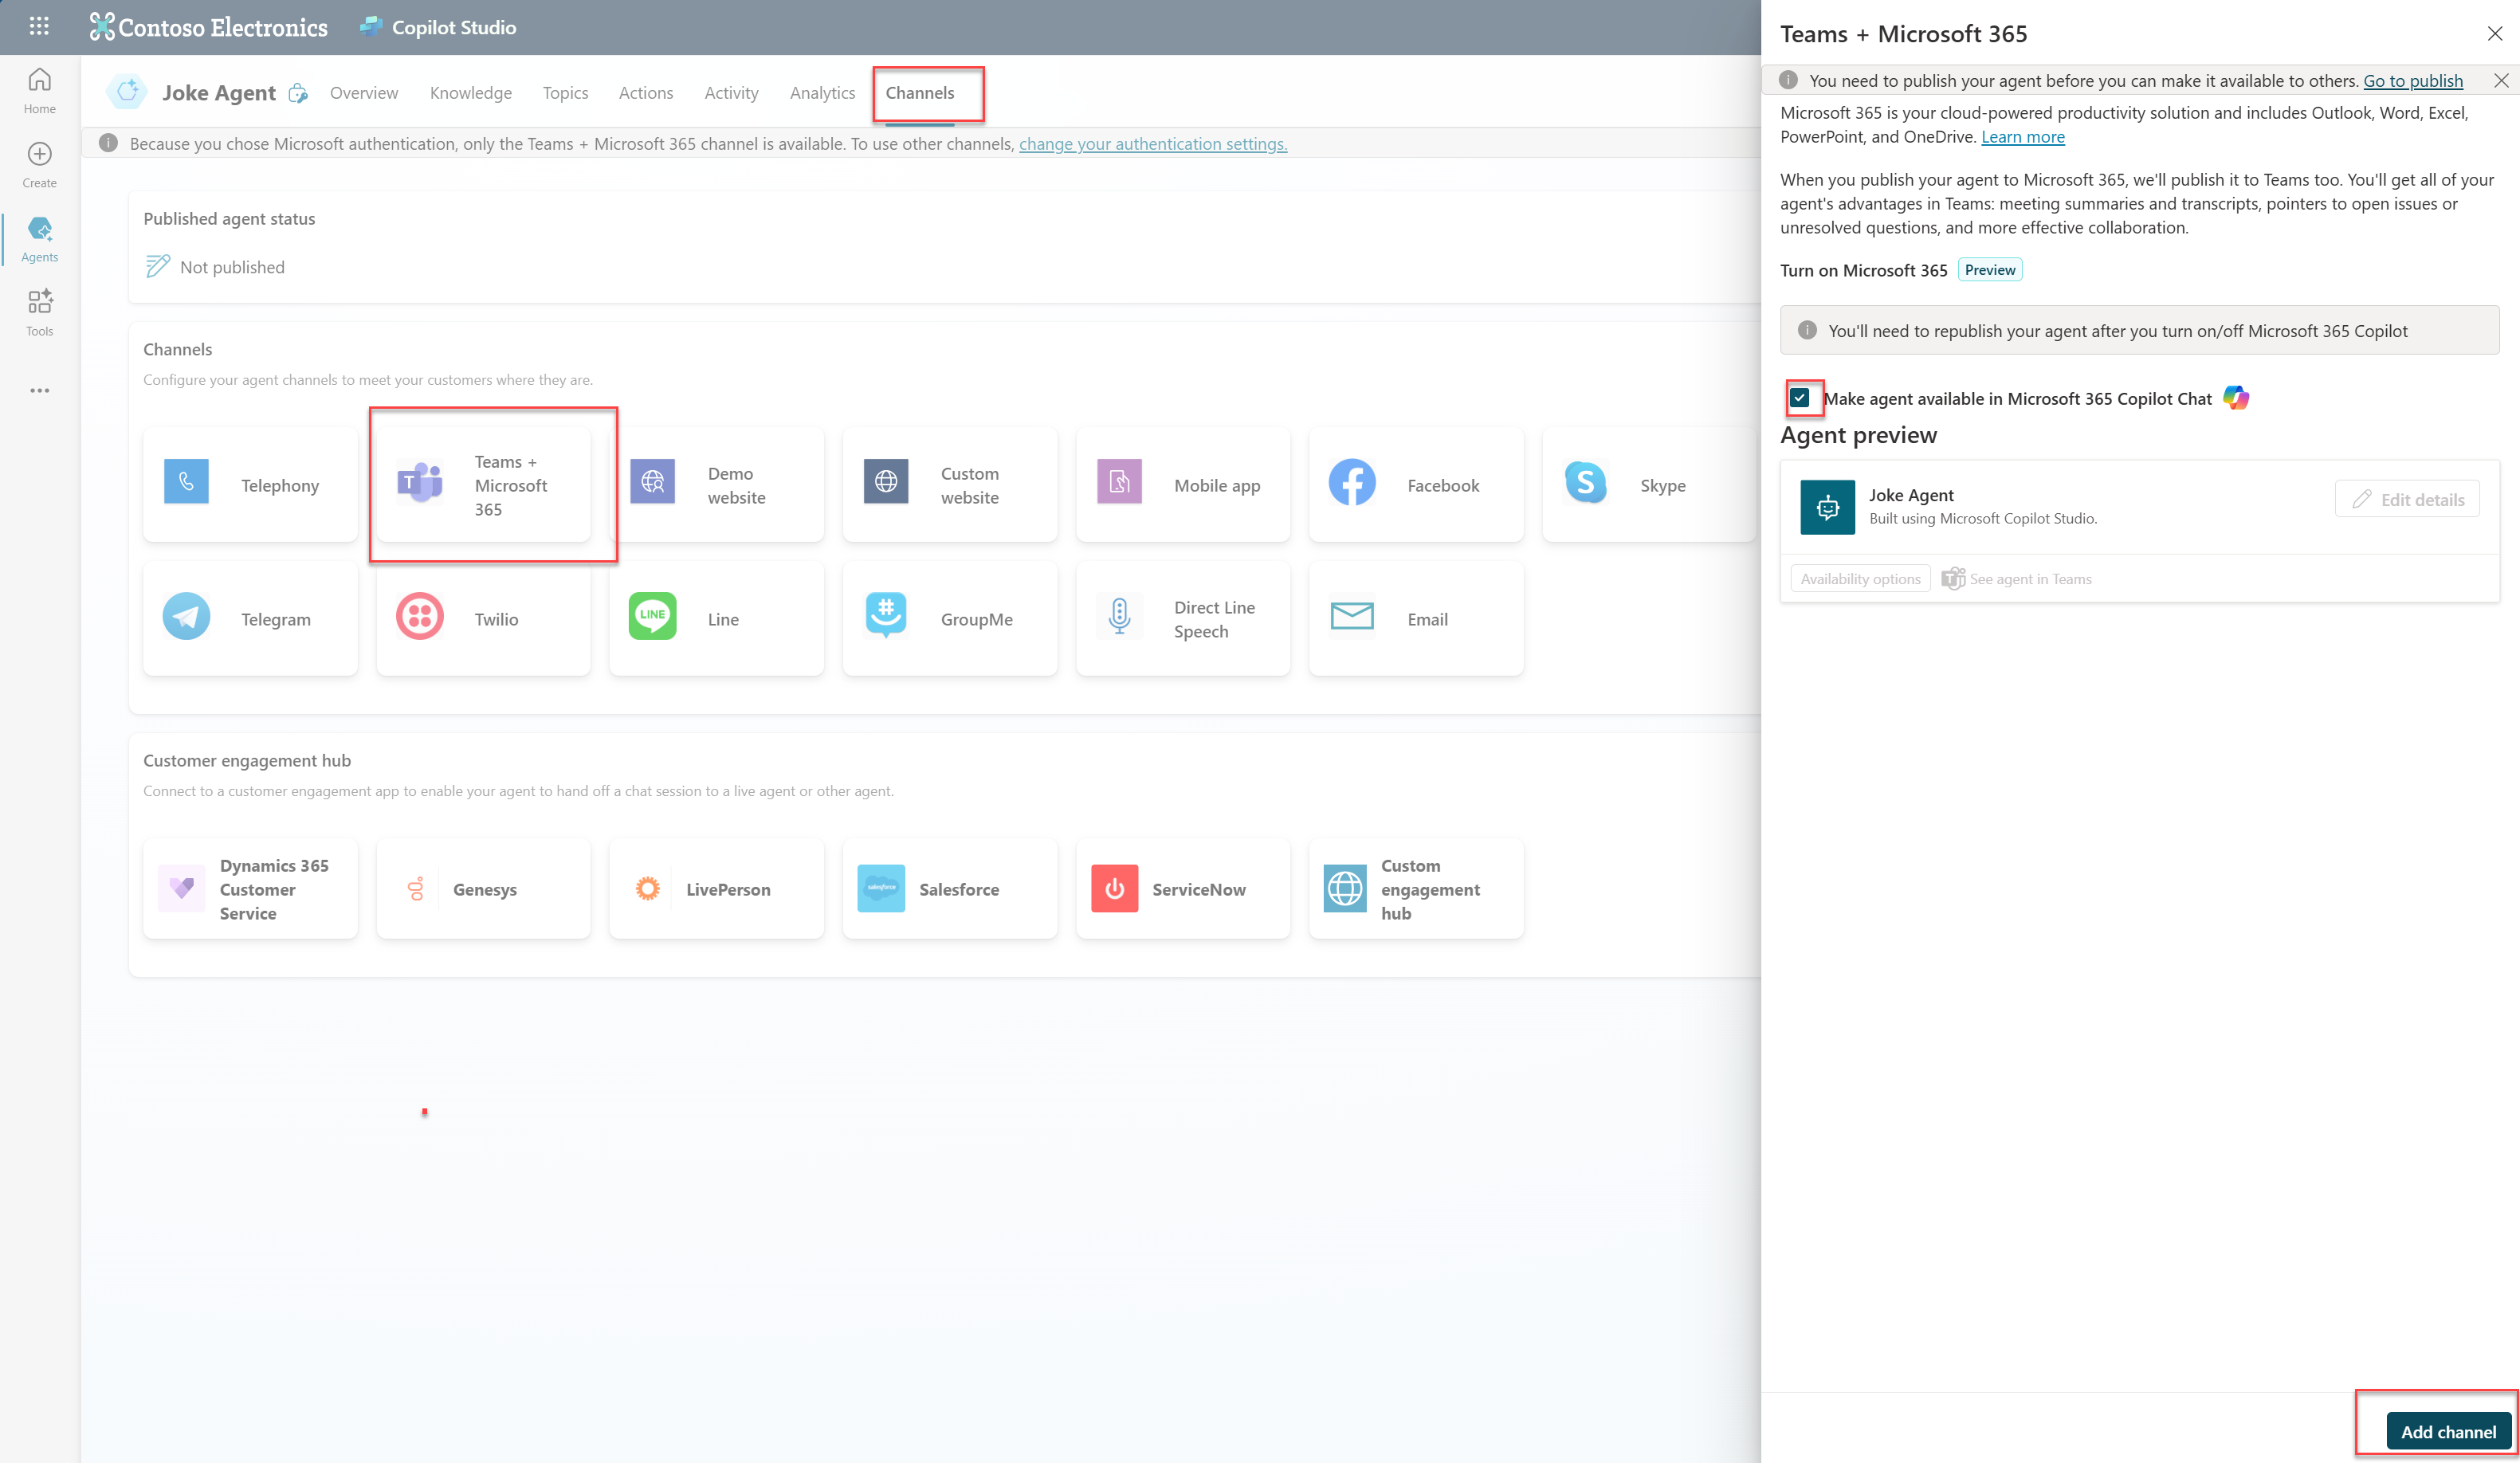 Contoso Electronics
Copilot Studio
Home
Create
Agents
Tools
Joke Agent
Overview
Knowledge
Topics
Actions
Activity
Analytics
Channels
Because you chose Microsoft authentication, only the Teams + Microsoft 365 channel is available. To use other channels, change your authentication settings.
Published agent status
Not published
Channels
Configure your agent channels to meet your customers where they are.
Telephony
Teams +
Microsoft
365
Demo
website
Custom
website
Mobile app
Facebook
Skype
Telegram
Twilio
LINE
Line
GroupMe
Direct Line
Speech
Email
Customer engagement hub
Connect to a customer engagement app to enable your agent to hand off a chat session to a live agent or other agent.
Dynamics 365
Customer
Service
Genesys
LivePerson
salesforce
Salesforce
ServiceNow
Custom
engagement
hub
Teams + Microsoft 365
You need to publish your agent before you can make it available to others. Go to publish
Microsoft 365 is your cloud-powered productivity solution and includes Outlook, Word, Excel,
PowerPoint, and OneDrive. Learn more
When you publish your agent to Microsoft 365, we'll publish it to Teams too. You'll get all of your
agent's advantages in Teams: meeting summaries and transcripts, pointers to open issues or
unresolved questions, and more effective collaboration.
Turn on Microsoft 365 Preview
You'll need to republish your agent after you turn on/off Microsoft 365 Copilot
Make agent available in Microsoft 365 Copilot Chat
Agent preview
Joke Agent
Built using Microsoft Copilot Studio.
Edit details
Availability options
See agent in Teams
Add channel